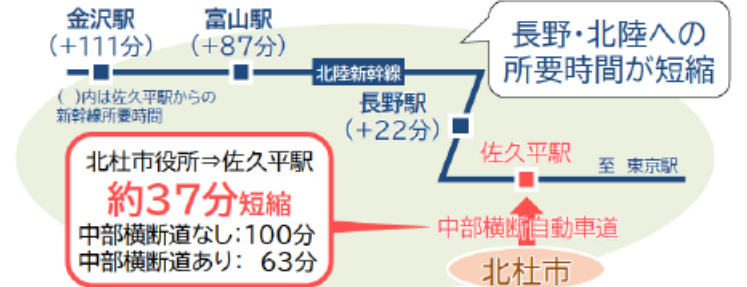 金沢駅
(+111分)
富山駅
(+87分)
長野・北陸への
所要時間が短縮
北陸新幹線
( )内は佐久平駅からの
新幹線所要時間
長野駅
(+22分)
佐久平駅
至 東京駅
北杜市役所⇒佐久平駅
約37分短縮
中部横断道なし:100分
中部横断道あり: 63分
中部横断自動車道
北杜市